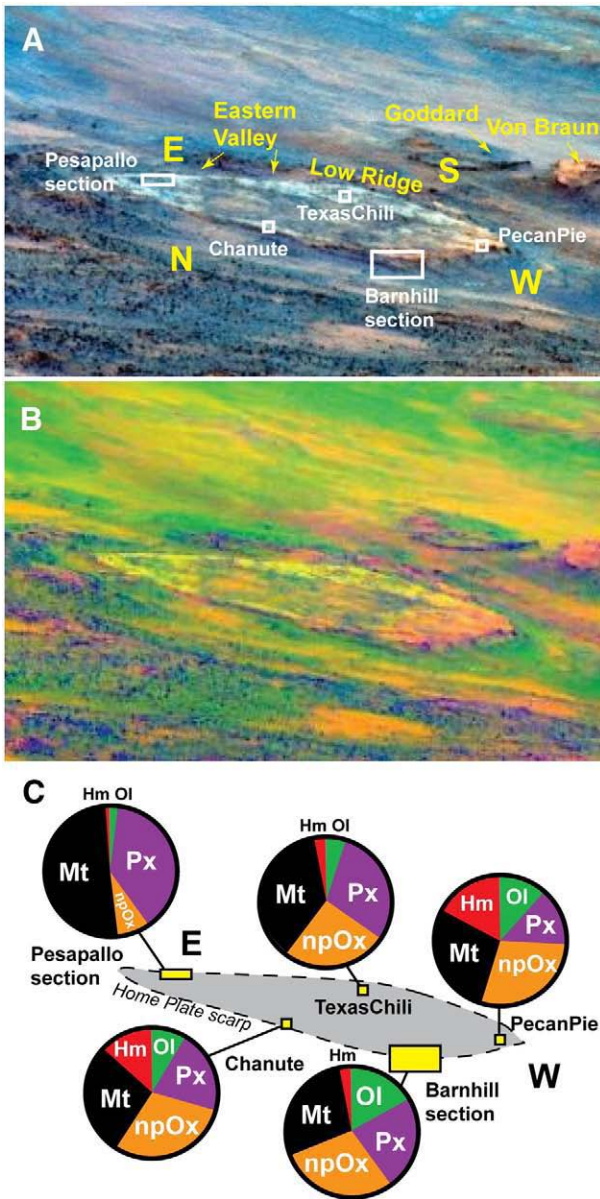 A
Eastern
Valley
Goddard
Von Braun
Pesapallo
section
E
Low Ridge
S
TexasChili
Chanute
PecanPie
N
W
Barnhill
section
B
C
Hm Ol
Mt
Px
npOx
Hm Ol
Mt
Px
npOx
Hm
Ol
Px
Mt
npOx
Pesapallo
section
E
Home Plate scarp
TexasChili
PecanPie
Chanute
W
Barnhill
section
Hm
Ol
Mt
Px
npOx
Hm
Ol
Mt
Px
npOx